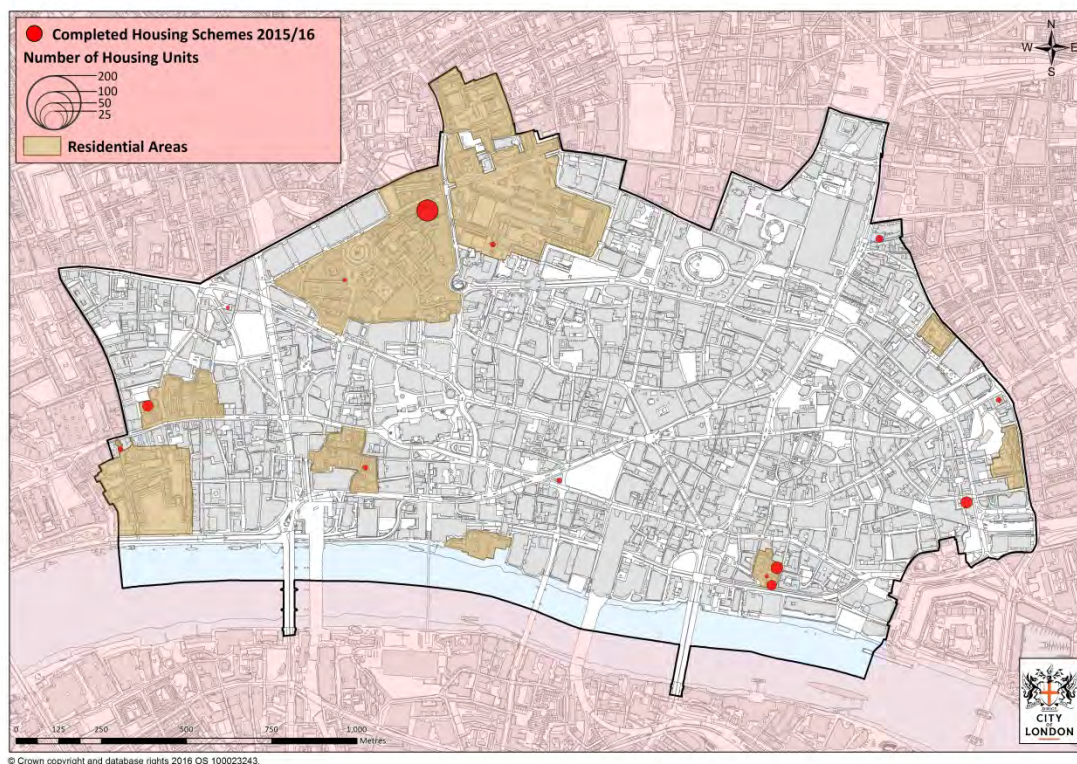 Completed Housing Schemes 2015/16
Number of Housing Units
200
100
50
25
Residential Areas
N
W E
S
0 125 250 500 750 1,000
Metres
CITY
OF
LONDON
© Crown copyright and database rights 2016 OS 100023243.